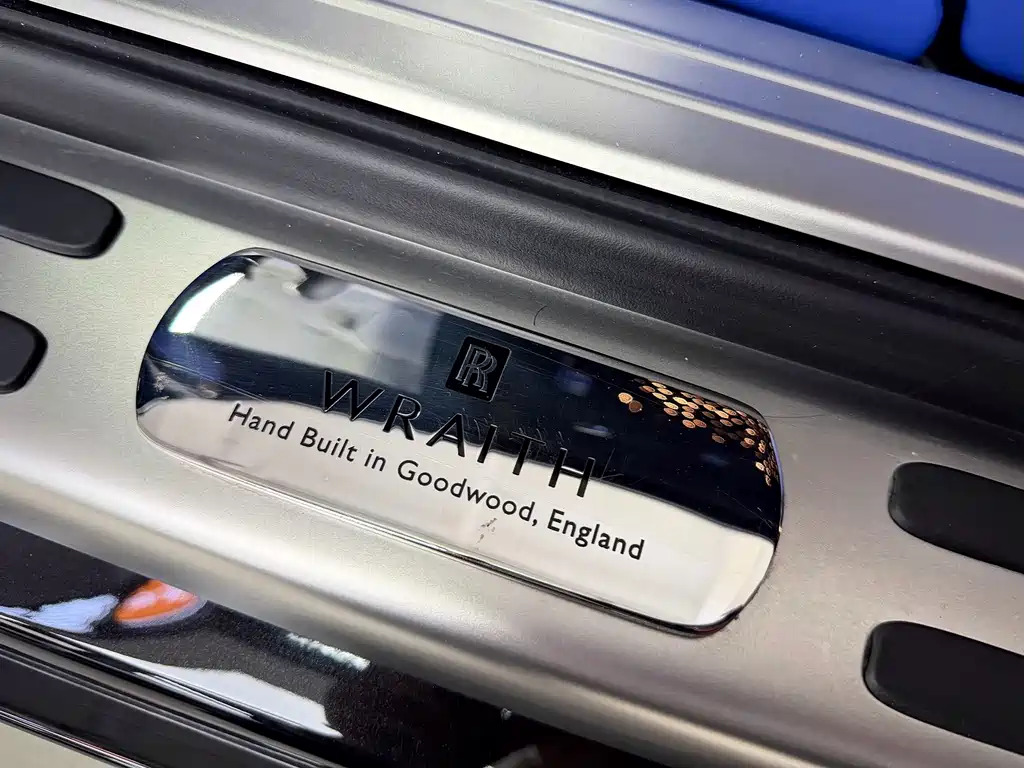 RR
WRAITH
Hand Built in Goodwood, England